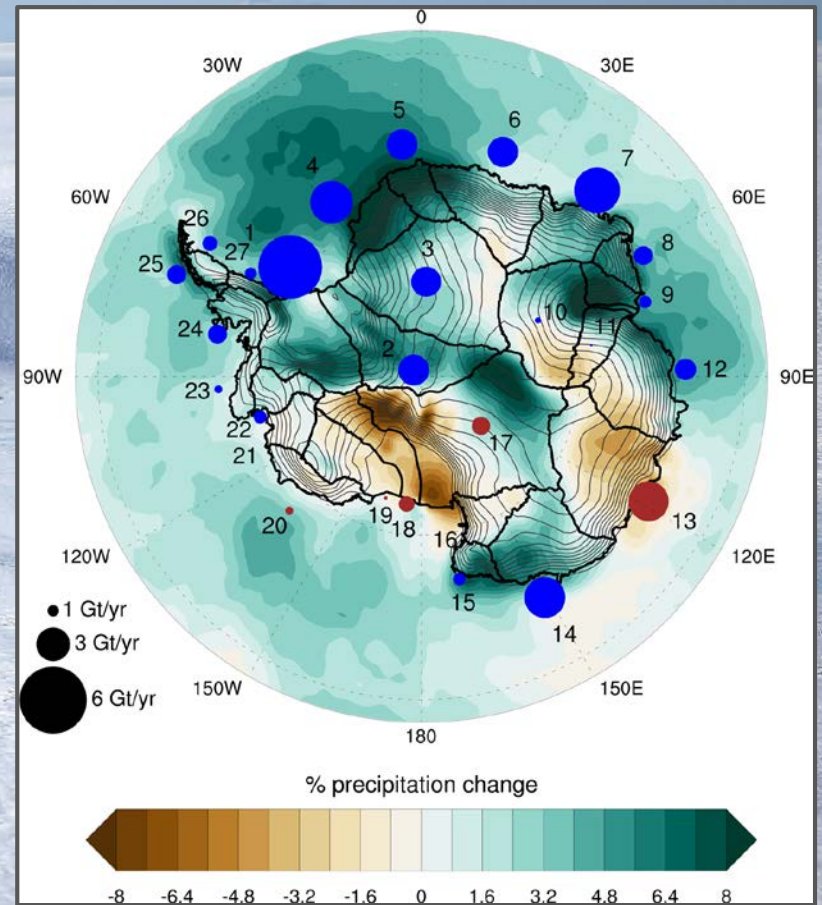 0
30W
30E
5
6
4
7
60W
60E
26
1
8
27
25
3
9
10
11
24
2
12
90W
90E
23
22
17
21
13
19
18
16
20
120W
120E
15
1 Gt/yr
14
3 Gt/yr
6 Gt/yr
150W
150E
180
% precipitation change
-8 -6.4 -4.8 -3.2 -1.6 0 1.6 3.2 4.8 6.4 8